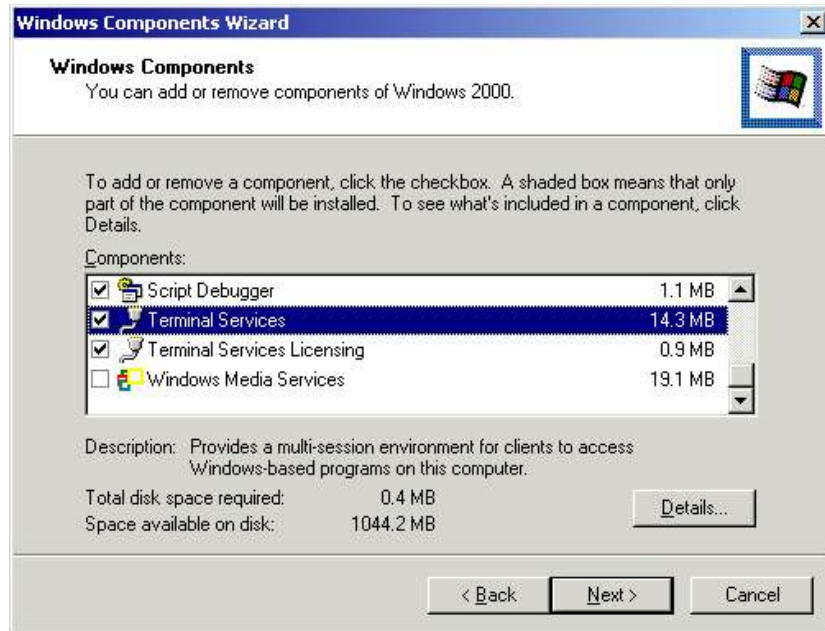 Windows Components Wizard
Windows Components
You can add or remove components of Windows 2000.
To add or remove a component, click the checkbox. A shaded box means that only
part of the component will be installed. To see what's included in a component, click
Details.
Components:
Script Debugger 1.1 MB
Terminal Services 14.3 MB
Terminal Services Licensing 0.9 MB
Windows Media Services 19.1 MB
Description: Provides a multi-session environment for clients to access
Windows-based programs on this computer.
Total disk space required: 0.4 MB
Space available on disk: 1044.2 MB
Details...
< Back Next > Cancel